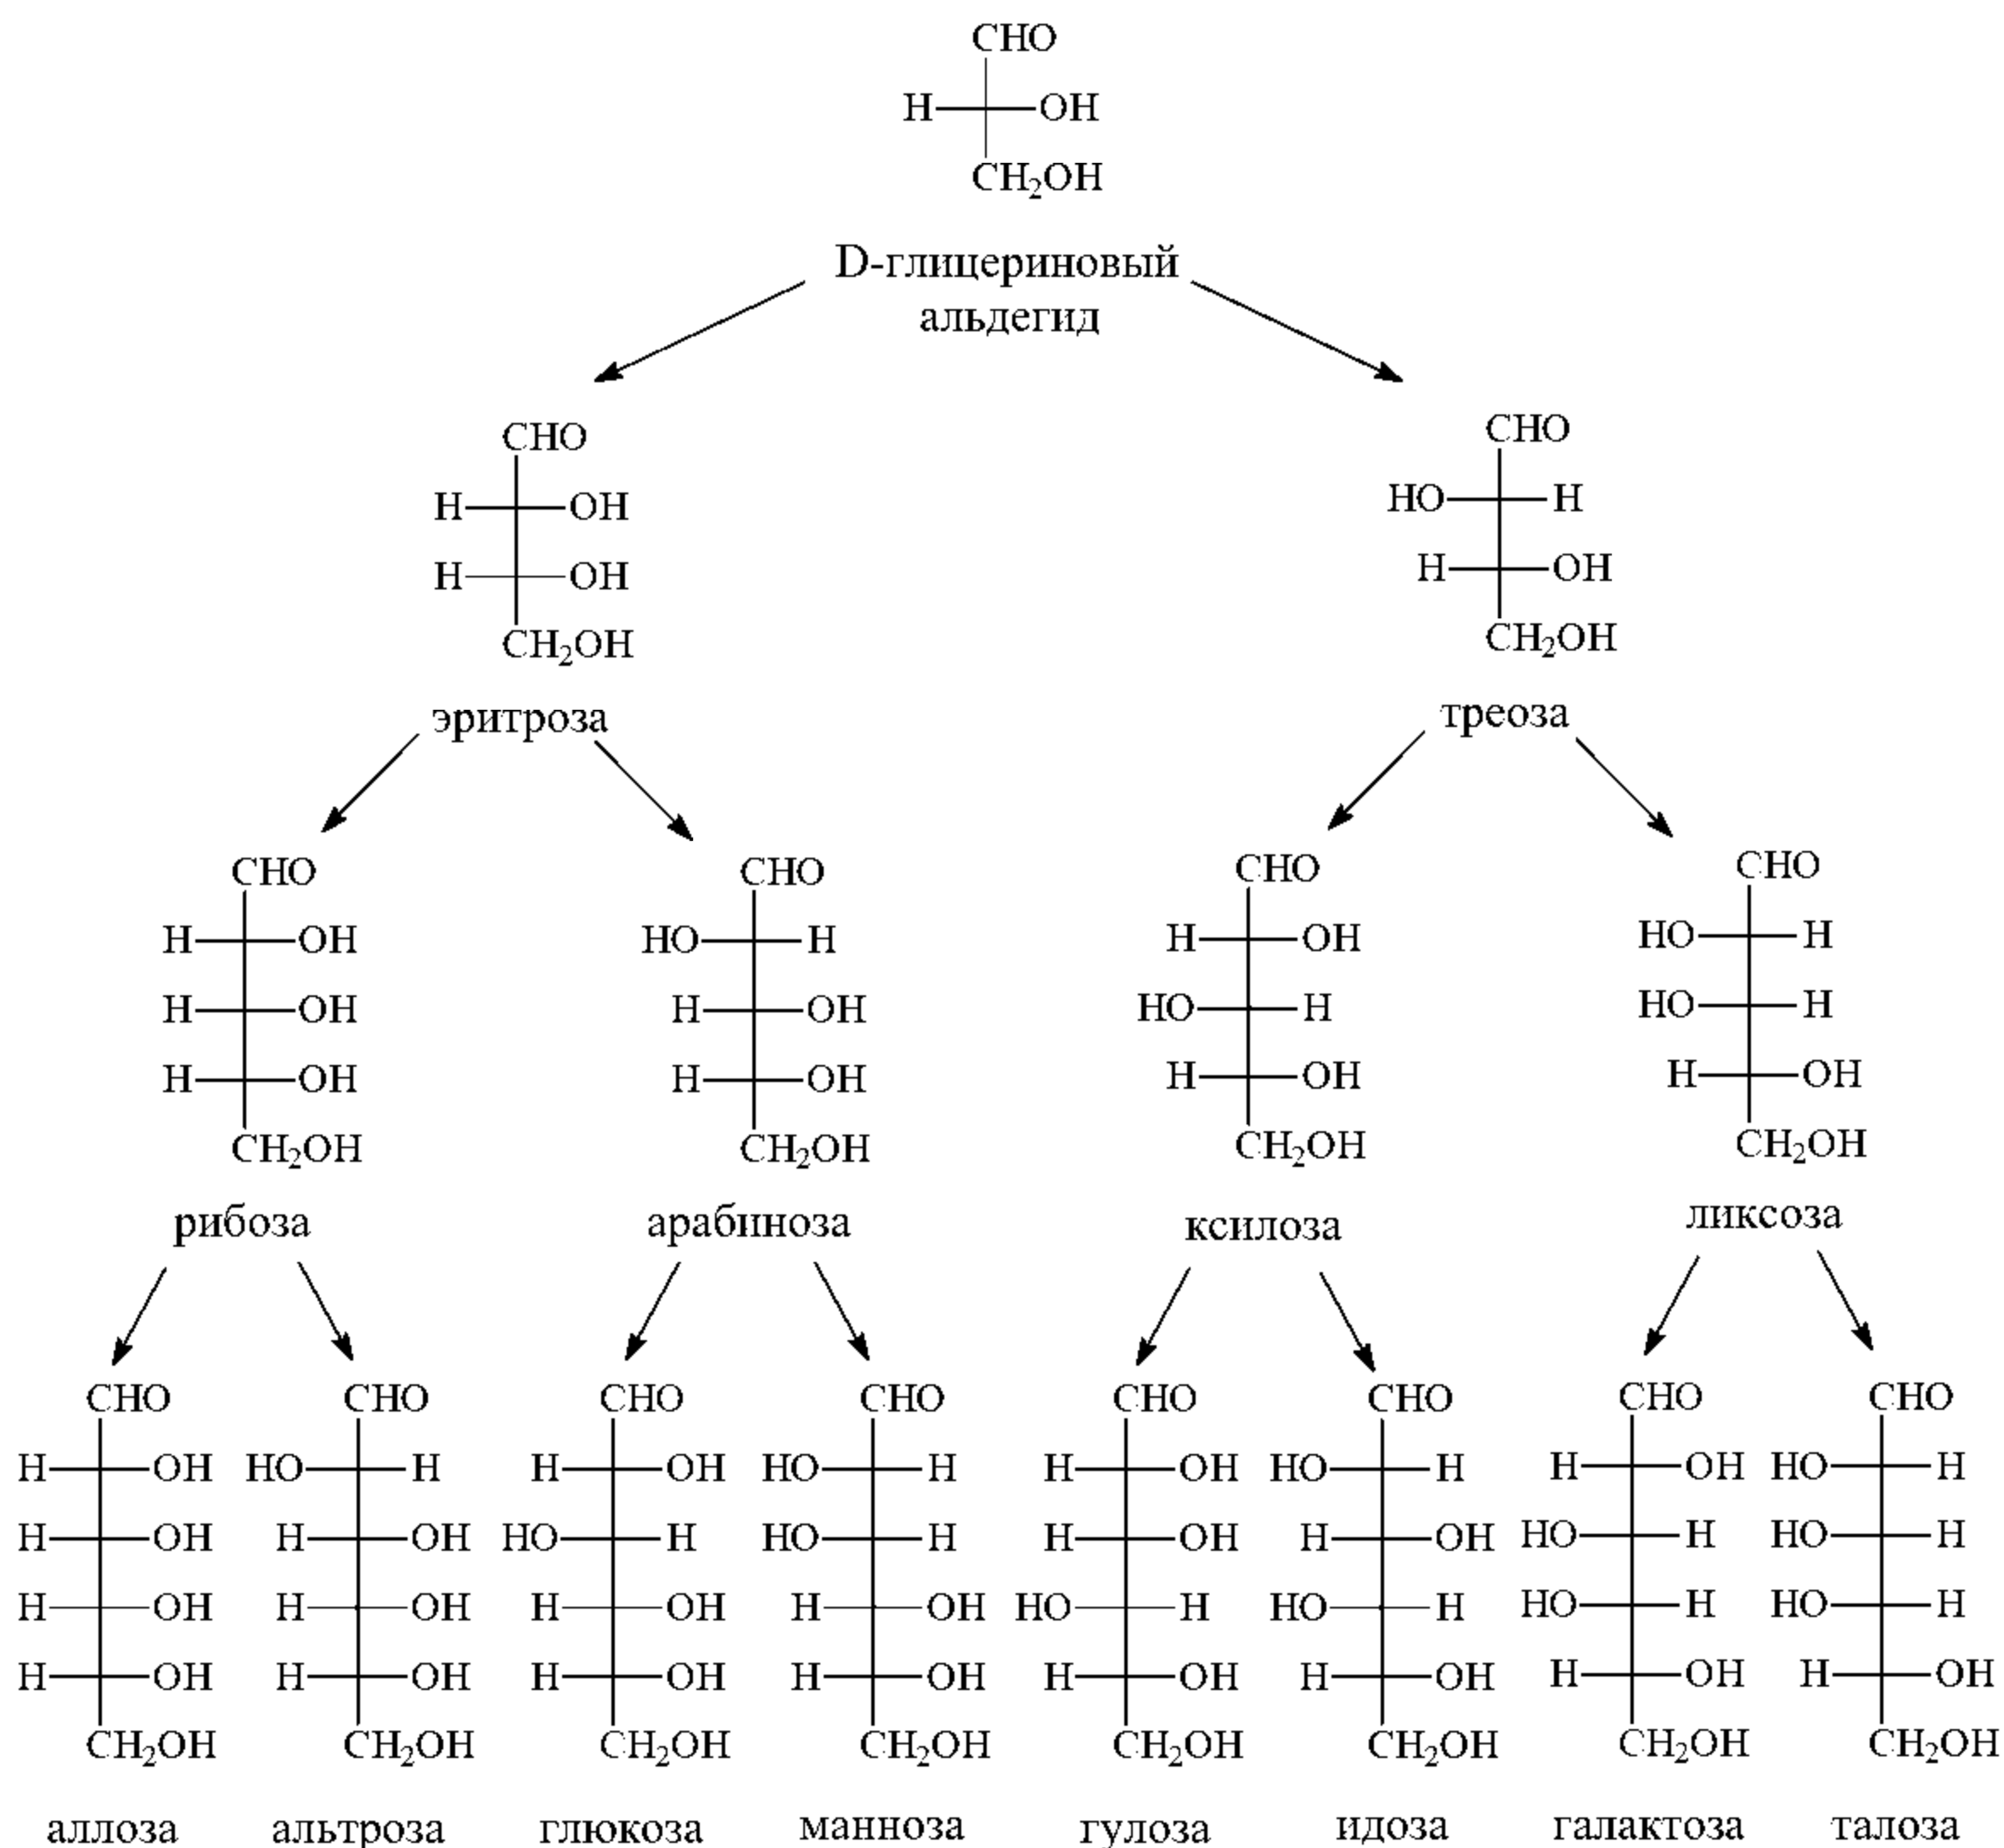 CHO
H OH
CH₂OH
D-глицериновый
альдегид
CHO CHO
H OH HO H
H OH H OH
CH₂OH CH₂OH
эритроза треоза
CHO CHO CHO CHO
H OH HO H H OH HO H
H OH H OH HO H HO H
H OH H OH H OH H OH
CH₂OH CH₂OH CH₂OH CH₂OH
рибоза арабиноза ксилоза ликсоза
CHO CHO CHO CHO CHO CHO CHO CHO
H OH HO H H OH HO H H OH HO H H OH HO H
H OH H OH HO H HO H H OH H OH HO H HO H
H OH H OH H OH H OH HO H HO H HO H HO H
H OH H OH H OH H OH H OH H OH H OH H OH
CH₂OH CH₂OH CH₂OH CH₂OH CH₂OH CH₂OH CH₂OH CH₂OH
аллоза альтроза глюкоза манноза гулоза идоза галактоза талоза